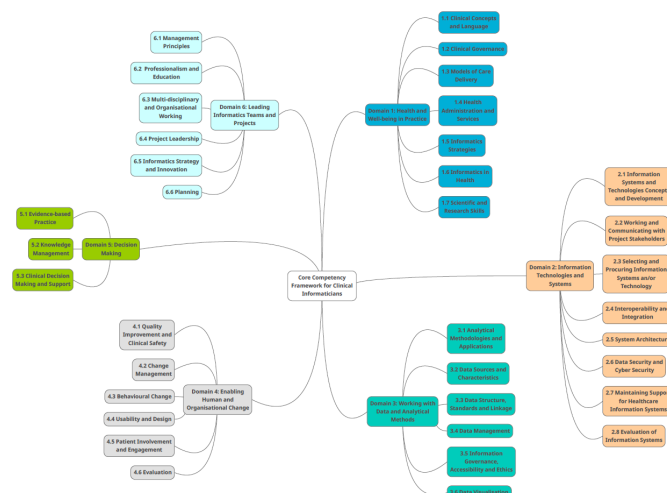 Core Competency
Framework for Clinical
Informaticians
Domain 1: Health and
Well-being in Practice
1.1 Clinical Concepts
and Language
1.2 Clinical Governance
1.3 Models of Care
Delivery
1.4 Health
Administration and
Services
1.5 Informatics
Strategies
1.6 Informatics in
Health
1.7 Scientific and
Research Skills
Domain 2: Information
Technologies and
Systems
2.1 Information
Systems and
Technologies Concept
and Development
2.2 Working and
Communicating with
Project Stakeholders
2.3 Selecting and
Procuring Information
Systems an/or
Technology
2.4 Interoperability and
Integration
2.5 System Architectur
2.6 Data Security and
Cyber Security
2.7 Maintaining Suppo
for Healthcare
Information Systems
2.8 Evaluation of
Information Systems
Domain 3: Working with
Data and Analytical
Methods
3.1 Analytical
Methodologies and
Applications
3.2 Data Sources and
Characteristics
3.3 Data Structure,
Standards and Linkage
3.4 Data Management
3.5 Information
Governance,
Accessibility and Ethics
3.6 Data Visualisation
Domain 4: Enabling
Human and
Organisational Change
4.1 Quality
Improvement and
Clinical Safety
4.2 Change
Management
4.3 Behavioural Change
4.4 Usability and Design
4.5 Patient Involvement
and Engagement
4.6 Evaluation
Domain 5: Decision
Making
5.1 Evidence-based
Practice
5.2 Knowledge
Management
5.3 Clinical Decision
Making and Support
Domain 6: Leading
Informatics Teams and
Projects
6.1 Management
Principles
6.2 Professionalism and
Education
6.3 Multi-disciplinary
and Organisational
Working
6.4 Project Leadership
6.5 Informatics Strategy
and Innovation
6.6 Planning